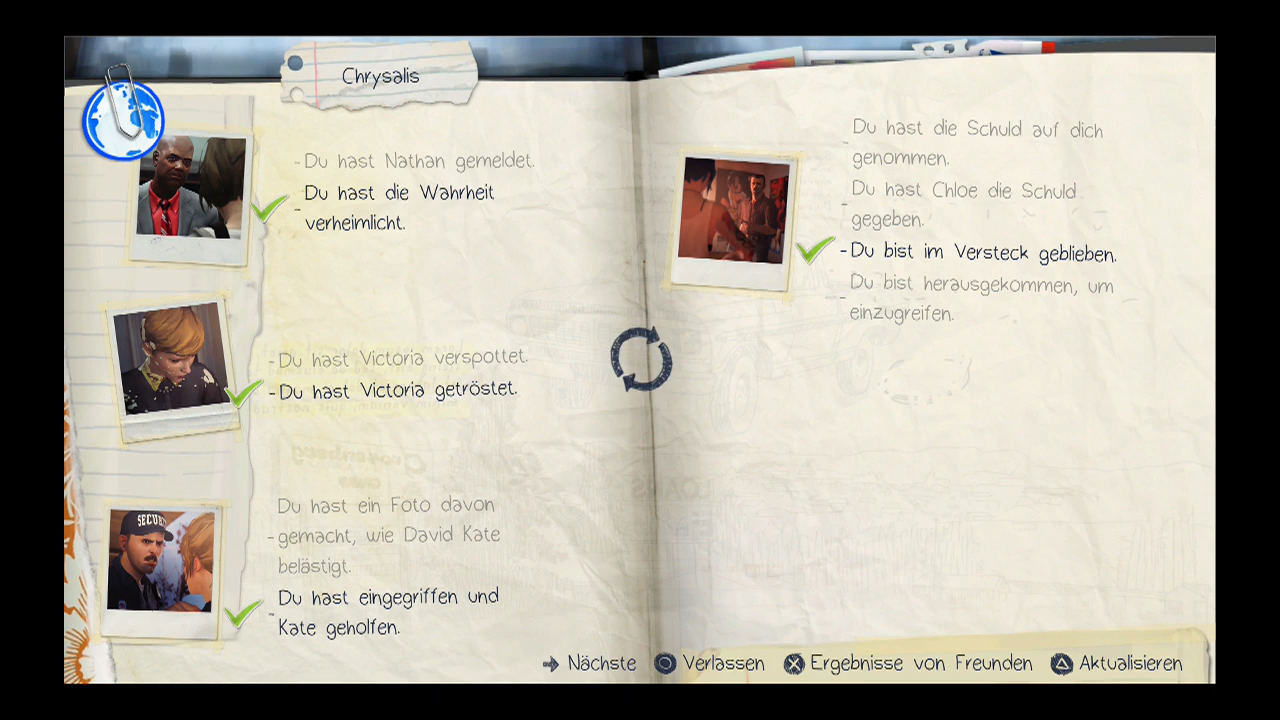 Chrysalis
-Du hast Nathan gemeldet.
Du hast die Wahrheit
- verheimlicht.
-Du hast Victoria verspottet.
-Du hast Victoria getröstet.
Du hast ein Foto davon
-gemacht, wie David Kate
belästigt.
Du hast eingegriffen und
- Kate geholfen.
SECURI
Du hast die Schuld auf dich
- genommen.
Du hast Chloe die Schuld
- gegeben.
-Du bist im Versteck geblieben.
Du bist herausgekommen, um
- einzugreifen.
Nächste Verlassen Ergebnisse von Freunden Aktualisieren